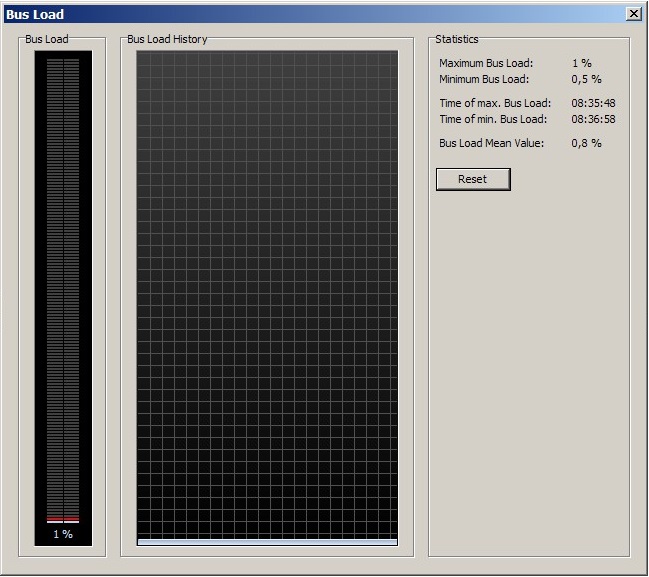 Bus Load
Bus Load
Bus Load History
Statistics
Maximum Bus Load: 1 %
Minimum Bus Load: 0,5 %
Time of max. Bus Load: 08:35:48
Time of min. Bus Load: 08:36:58
Bus Load Mean Value: 0,8 %
Reset
1 %